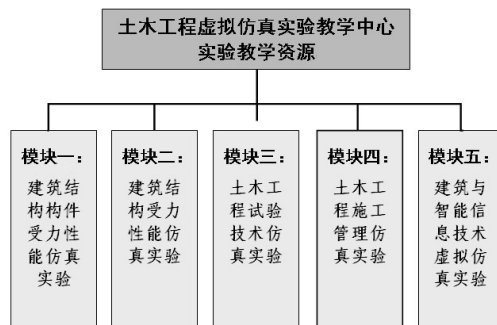 土木工程虚拟仿真实验教学中心
实验教学资源
模块一：
建筑结
构构件
受力性
能仿真
实验
模块二：
建筑结
构受力
性能仿
真实验
模块三：
土木工
程试验
技术仿
真实验
模块四：
土木工
程施工
管理仿
真实验
模块五：
建筑与
智能信
息技术
虚拟仿
真实验